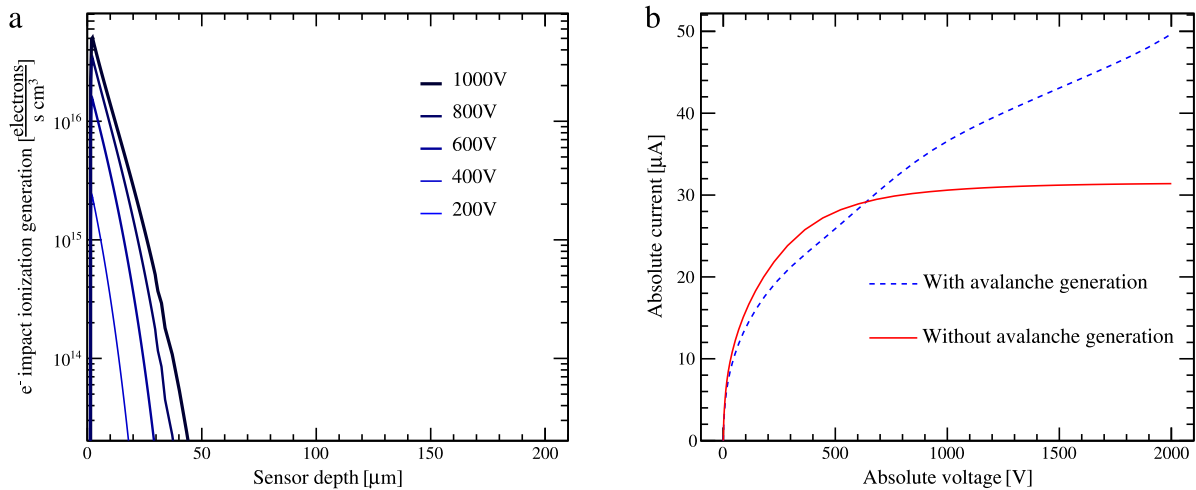 a
e⁻ impact ionization generation [electrons / s cm³]
10¹⁶
10¹⁵
10¹⁴
0
50
100
150
200
Sensor depth [μm]
1000V
800V
600V
400V
200V
b
Absolute current [μA]
50
40
30
20
10
0
0
500
1000
1500
2000
Absolute voltage [V]
With avalanche generation
Without avalanche generation